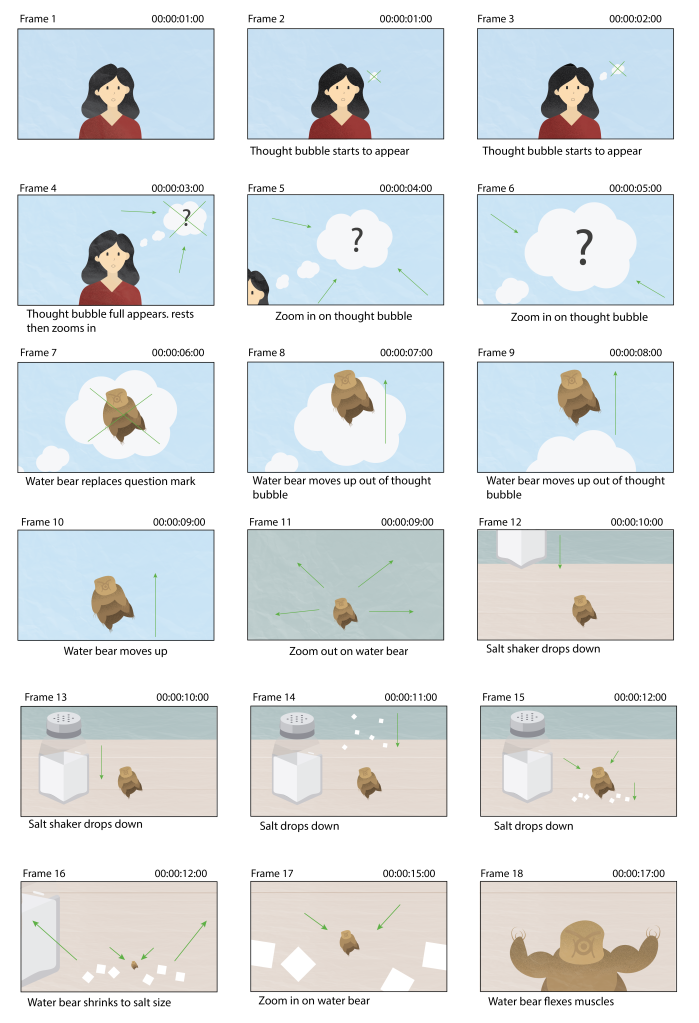 Frame 1 00:00:01:00
Frame 2 00:00:01:00
Frame 3 00:00:02:00
Thought bubble starts to appear
Thought bubble starts to appear
Frame 4 00:00:03:00
Frame 5 00:00:04:00
Frame 6 00:00:05:00
?
?
?
Thought bubble full appears. rests
then zooms in
Zoom in on thought bubble
Zoom in on thought bubble
Frame 7 00:00:06:00
Frame 8 00:00:07:00
Frame 9 00:00:08:00
Water bear replaces question mark
Water bear moves up out of thought
bubble
Water bear moves up out of thought
bubble
Frame 10 00:00:09:00
Frame 11 00:00:09:00
Frame 12 00:00:10:00
Water bear moves up
Zoom out on water bear
Salt shaker drops down
Frame 13 00:00:10:00
Frame 14 00:00:11:00
Frame 15 00:00:12:00
Salt shaker drops down
Salt drops down
Salt drops down
Frame 16 00:00:12:00
Frame 17 00:00:15:00
Frame 18 00:00:17:00
Water bear shrinks to salt size
Zoom in on water bear
Water bear flexes muscles